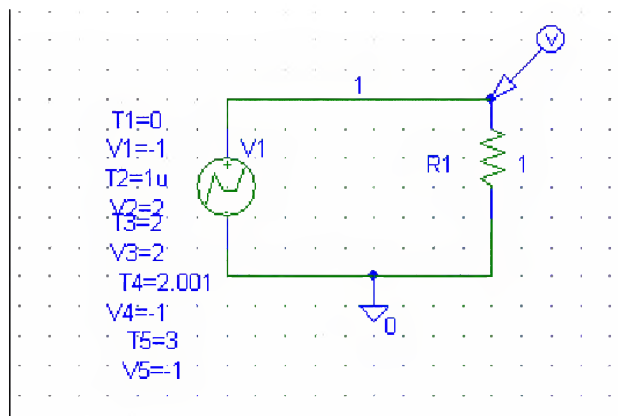 V
1
T1=0
V1=-1
V1
T2=1u
R1
1
V2=2
T3=2
V3=2
T4=2.001
V4=-1
0
T5=3
V5=-1